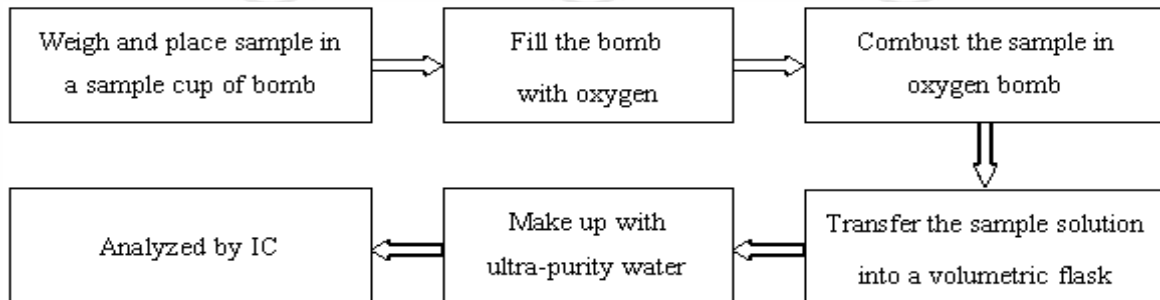 Weigh and place sample in
a sample cup of bomb
Fill the bomb
with oxygen
Combust the sample in
oxygen bomb
Transfer the sample solution
into a volumetric flask
Make up with
ultra-purity water
Analyzed by IC